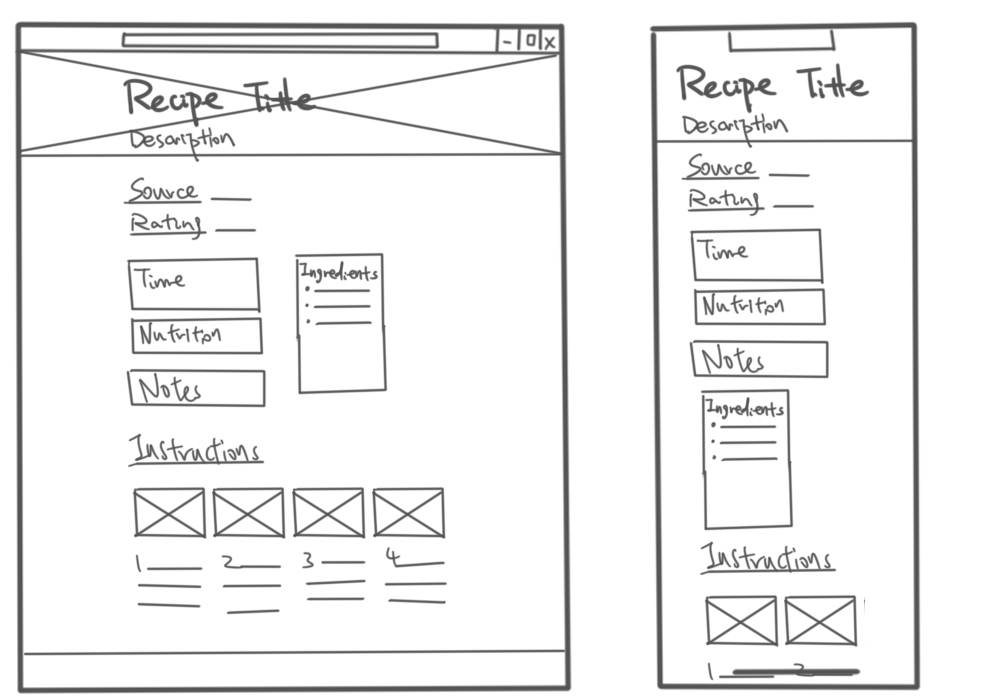 Recipe Title
Description
Source
Rating
Time
Nutrition
Notes
Ingredients
Instructions
1 2 3 4
Recipe Title
Description
Source
Rating
Time
Nutrition
Notes
Ingredients
Instructions
1 2